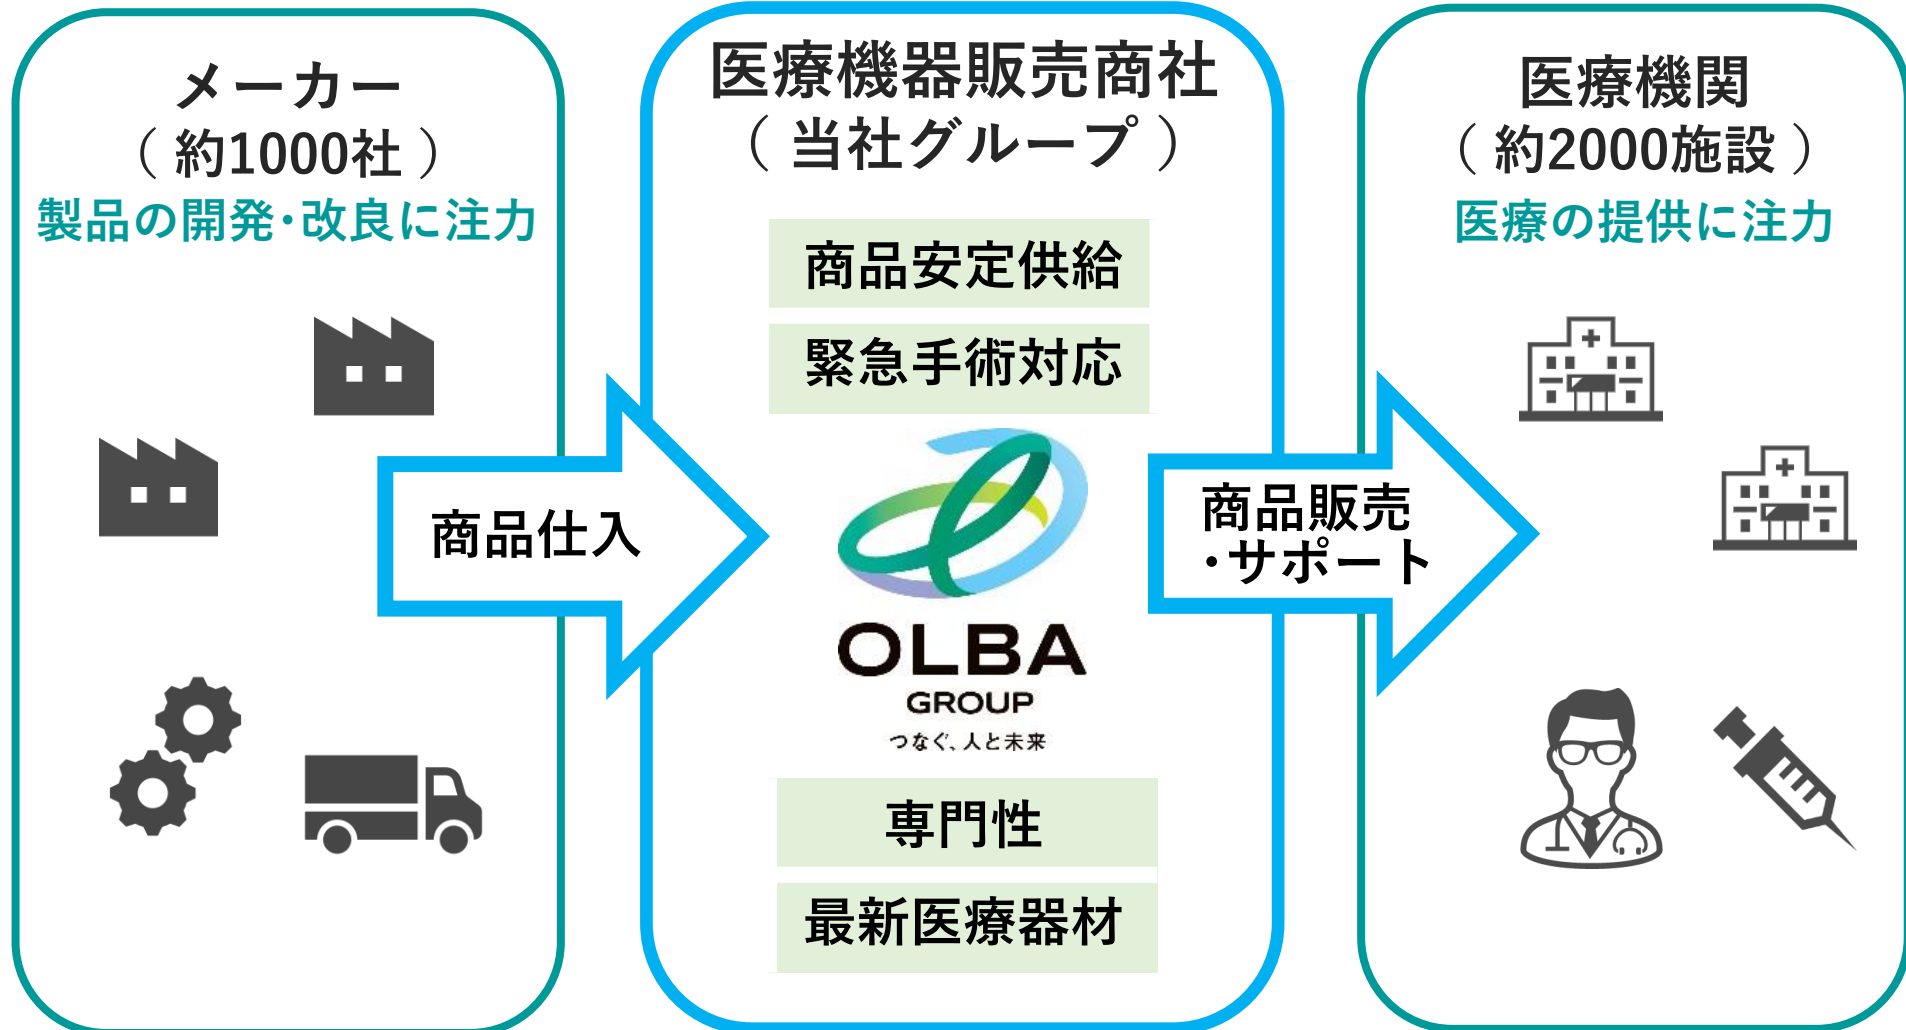 メーカー
（ 約1000社 ）
製品の開発・改良に注力
商品仕入
医療機器販売商社
（ 当社グループ ）
商品安定供給
緊急手術対応
OLBA
GROUP
つなぐ、人と未来
専門性
最新医療器材
商品販売
・サポート
医療機関
（ 約2000施設 ）
医療の提供に注力